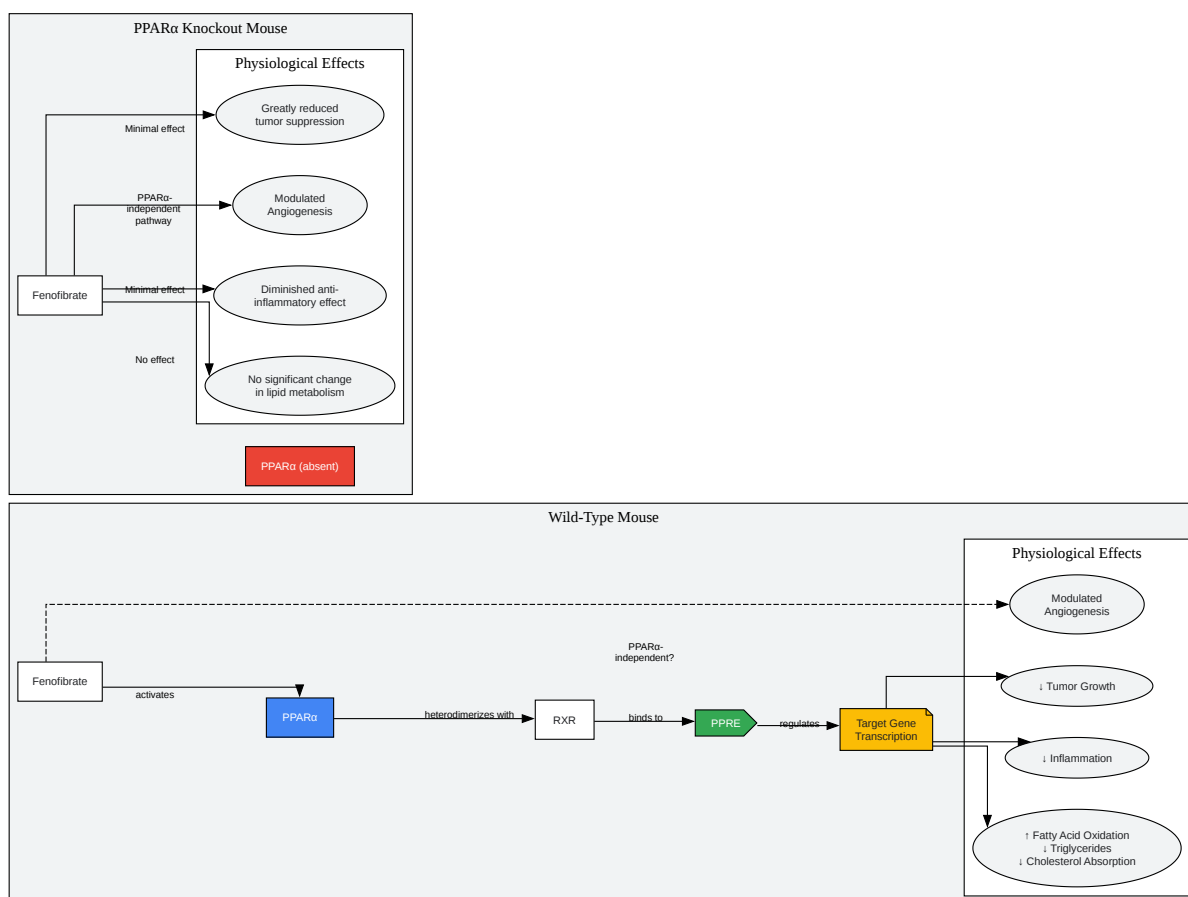 PPARα Knockout Mouse
Physiological Effects
Greatly reduced
tumor suppression
Minimal effect
PPARα-
independent
pathway
Modulated
Angiogenesis
Fenofibrate
Minimal effect
Diminished anti-
inflammatory effect
No effect
No significant change
in lipid metabolism
PPARα (absent)
Wild-Type Mouse
Physiological Effects
Modulated
Angiogenesis
PPARα-
independent?
Fenofibrate
activates
PPARα
heterodimerizes with
RXR
binds to
PPRE
regulates
Target Gene
Transcription
↓ Tumor Growth
↓ Inflammation
↑ Fatty Acid Oxidation
↓ Triglycerides
↓ Cholesterol Absorption